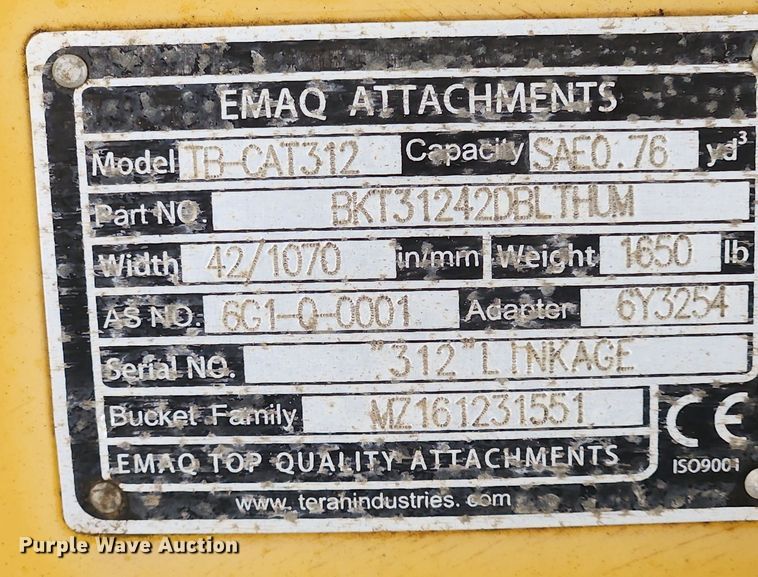 EMAQ ATTACHMENTS
Model TB-CAT312 Capacity SAE0.76 yd³
Part NO. BKT31242DBLTHUM
Width 42/1070 in/mm Weight 1650 lb
AS NO. 6G1-Q-0001 Adapter 6Y3254
Serial NO. "312"LINKAGE
Bucket Family MZ161231551
EMAQ TOP QUALITY ATTACHMENTS
CE
ISO9001
www.teranindustries.com
Purple Wave Auction